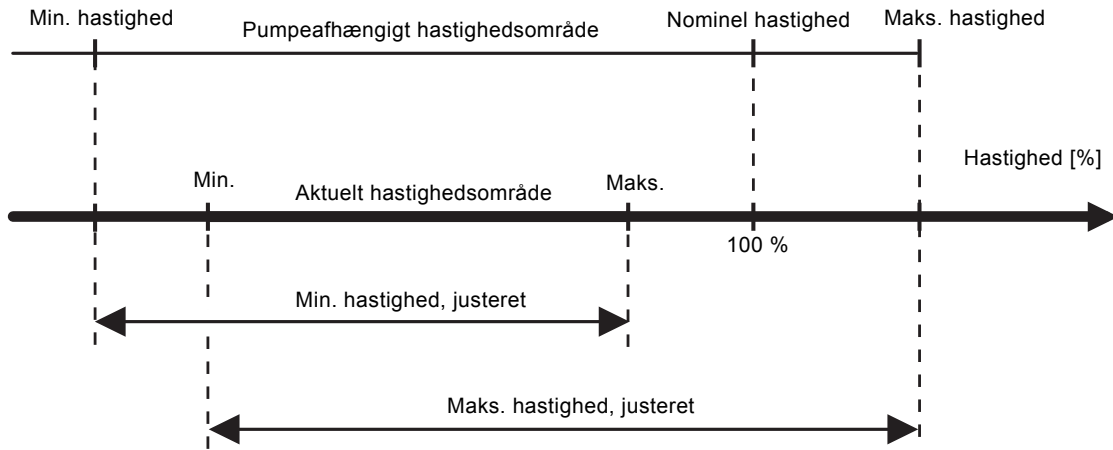 Min. hastighed
Pumpeafhængigt hastighedsområde
Nominel hastighed
Maks. hastighed
Hastighed [%]
Min.
Aktuelt hastighedsområde
Maks.
100 %
Min. hastighed, justeret
Maks. hastighed, justeret